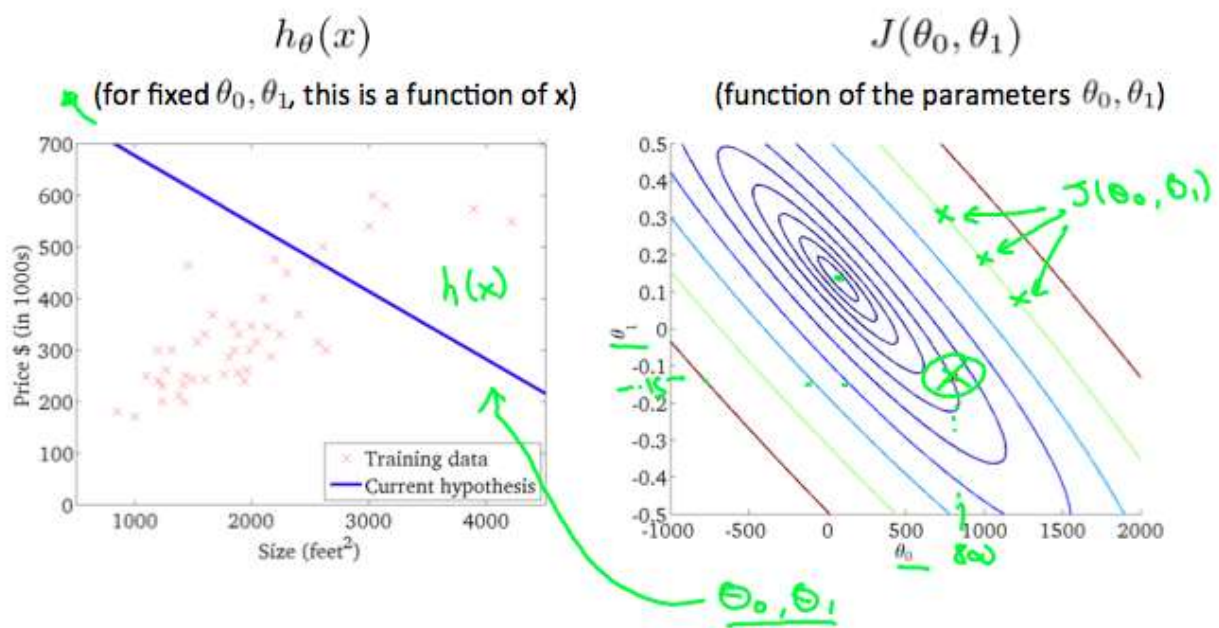 hθ(x)
(for fixed θ0, θ1, this is a function of x)
700
600
500
400
300
200
100
0
Price $ (in 1000s)
h(x)
Training data
Current hypothesis
1000 2000 3000 4000
Size (feet²)
J(θ0, θ1)
(function of the parameters θ0, θ1)
0.5
0.4
0.3
0.2
0.1
0
-0.1
-0.2
-0.3
-0.4
-0.5
θ1
-.15
J(θ0, θ1)
-1000 -500 0 500 1000 1500 2000
θ0
800
θ0, θ1